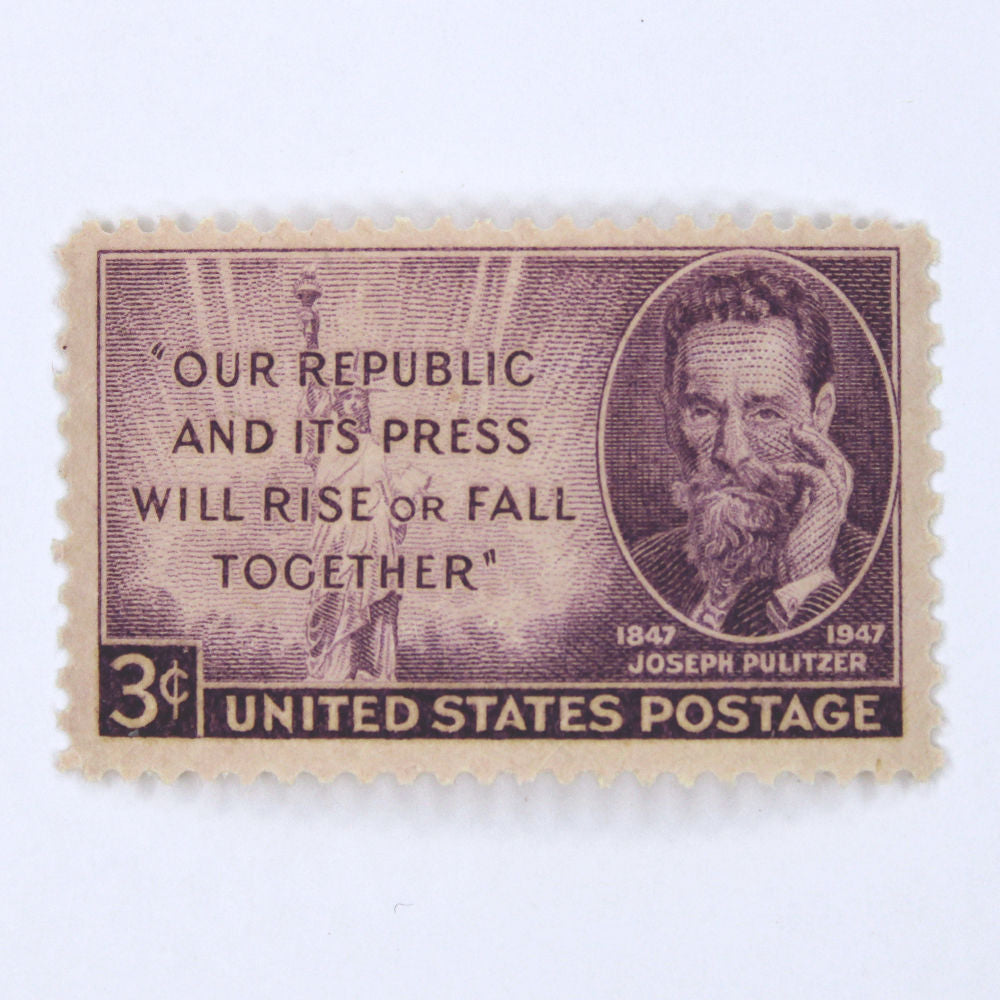 “OUR REPUBLIC
AND ITS PRESS
WILL RISE OR FALL
TOGETHER”
1847 1947
JOSEPH PULITZER
3¢ UNITED STATES POSTAGE